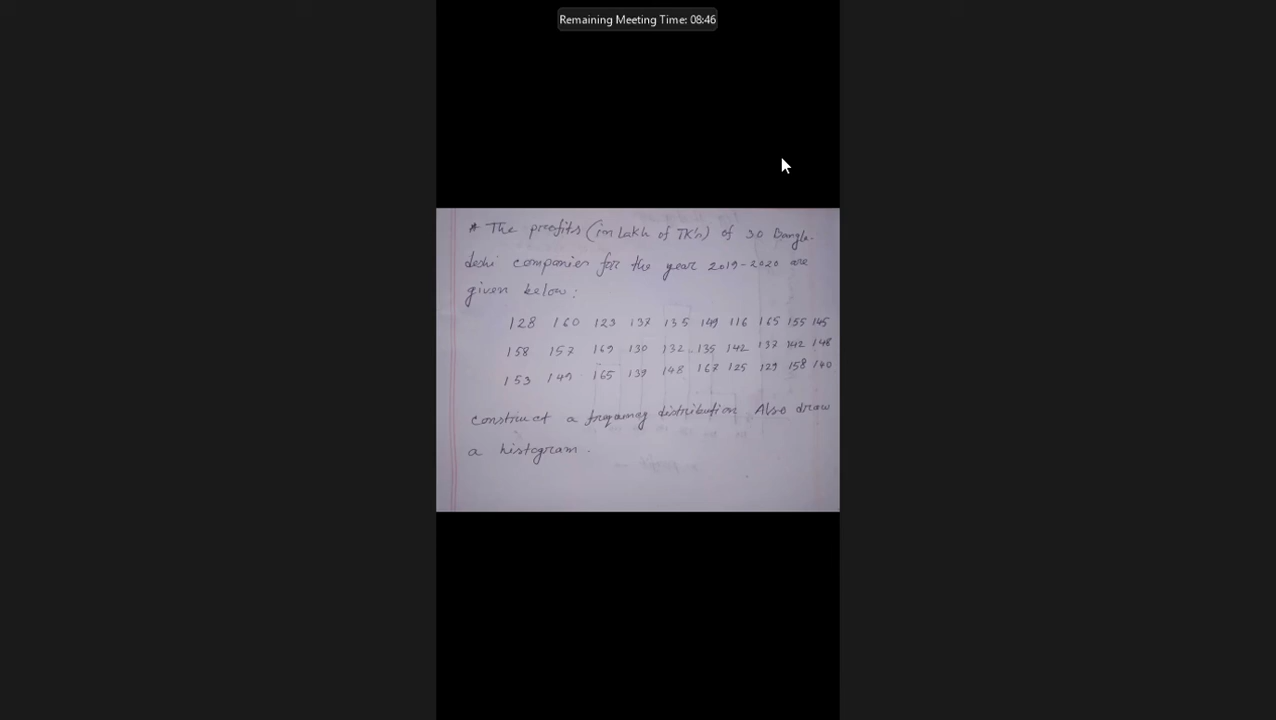 Remaining Meeting Time: 08:46
* The profits (in Lakh of TKh) of 30 Bangla-
deshi companies for the year 2019-2020 are
given below:
128 160 123 137 135 149 116 165 155 145
158 157 169 130 132 135 142 137 142 148
153 149 165 139 148 167 125 129 158 140
construct a frequency distribution Also draw
a histogram.